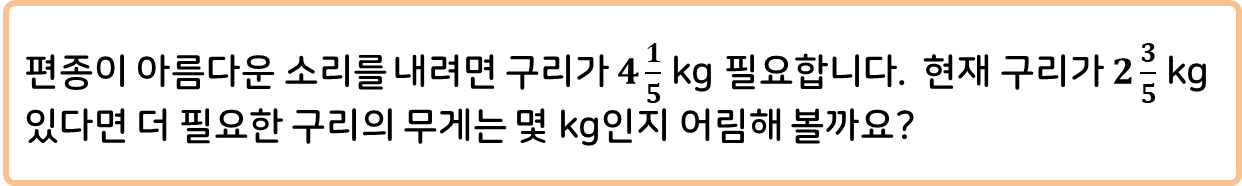 편종이 아름다운 소리를 내려면 구리가 4 1/5 kg 필요합니다. 현재 구리가 2 3/5 kg
있다면 더 필요한 구리의 무게는 몇 kg인지 어림해 볼까요?